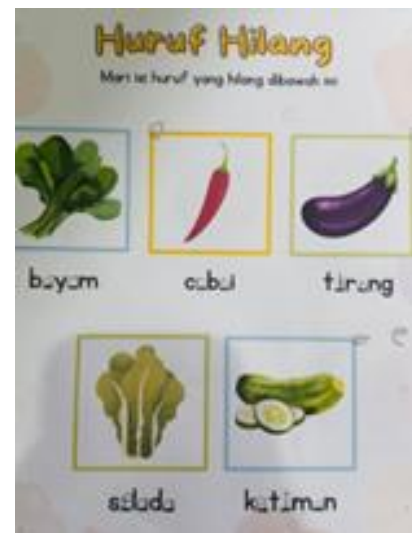 Huruf Hilang
Mari isi huruf yang hilang dibawah ini
b_y_m c_b_i t_r_ng
s_l_d_ k_t_m_n